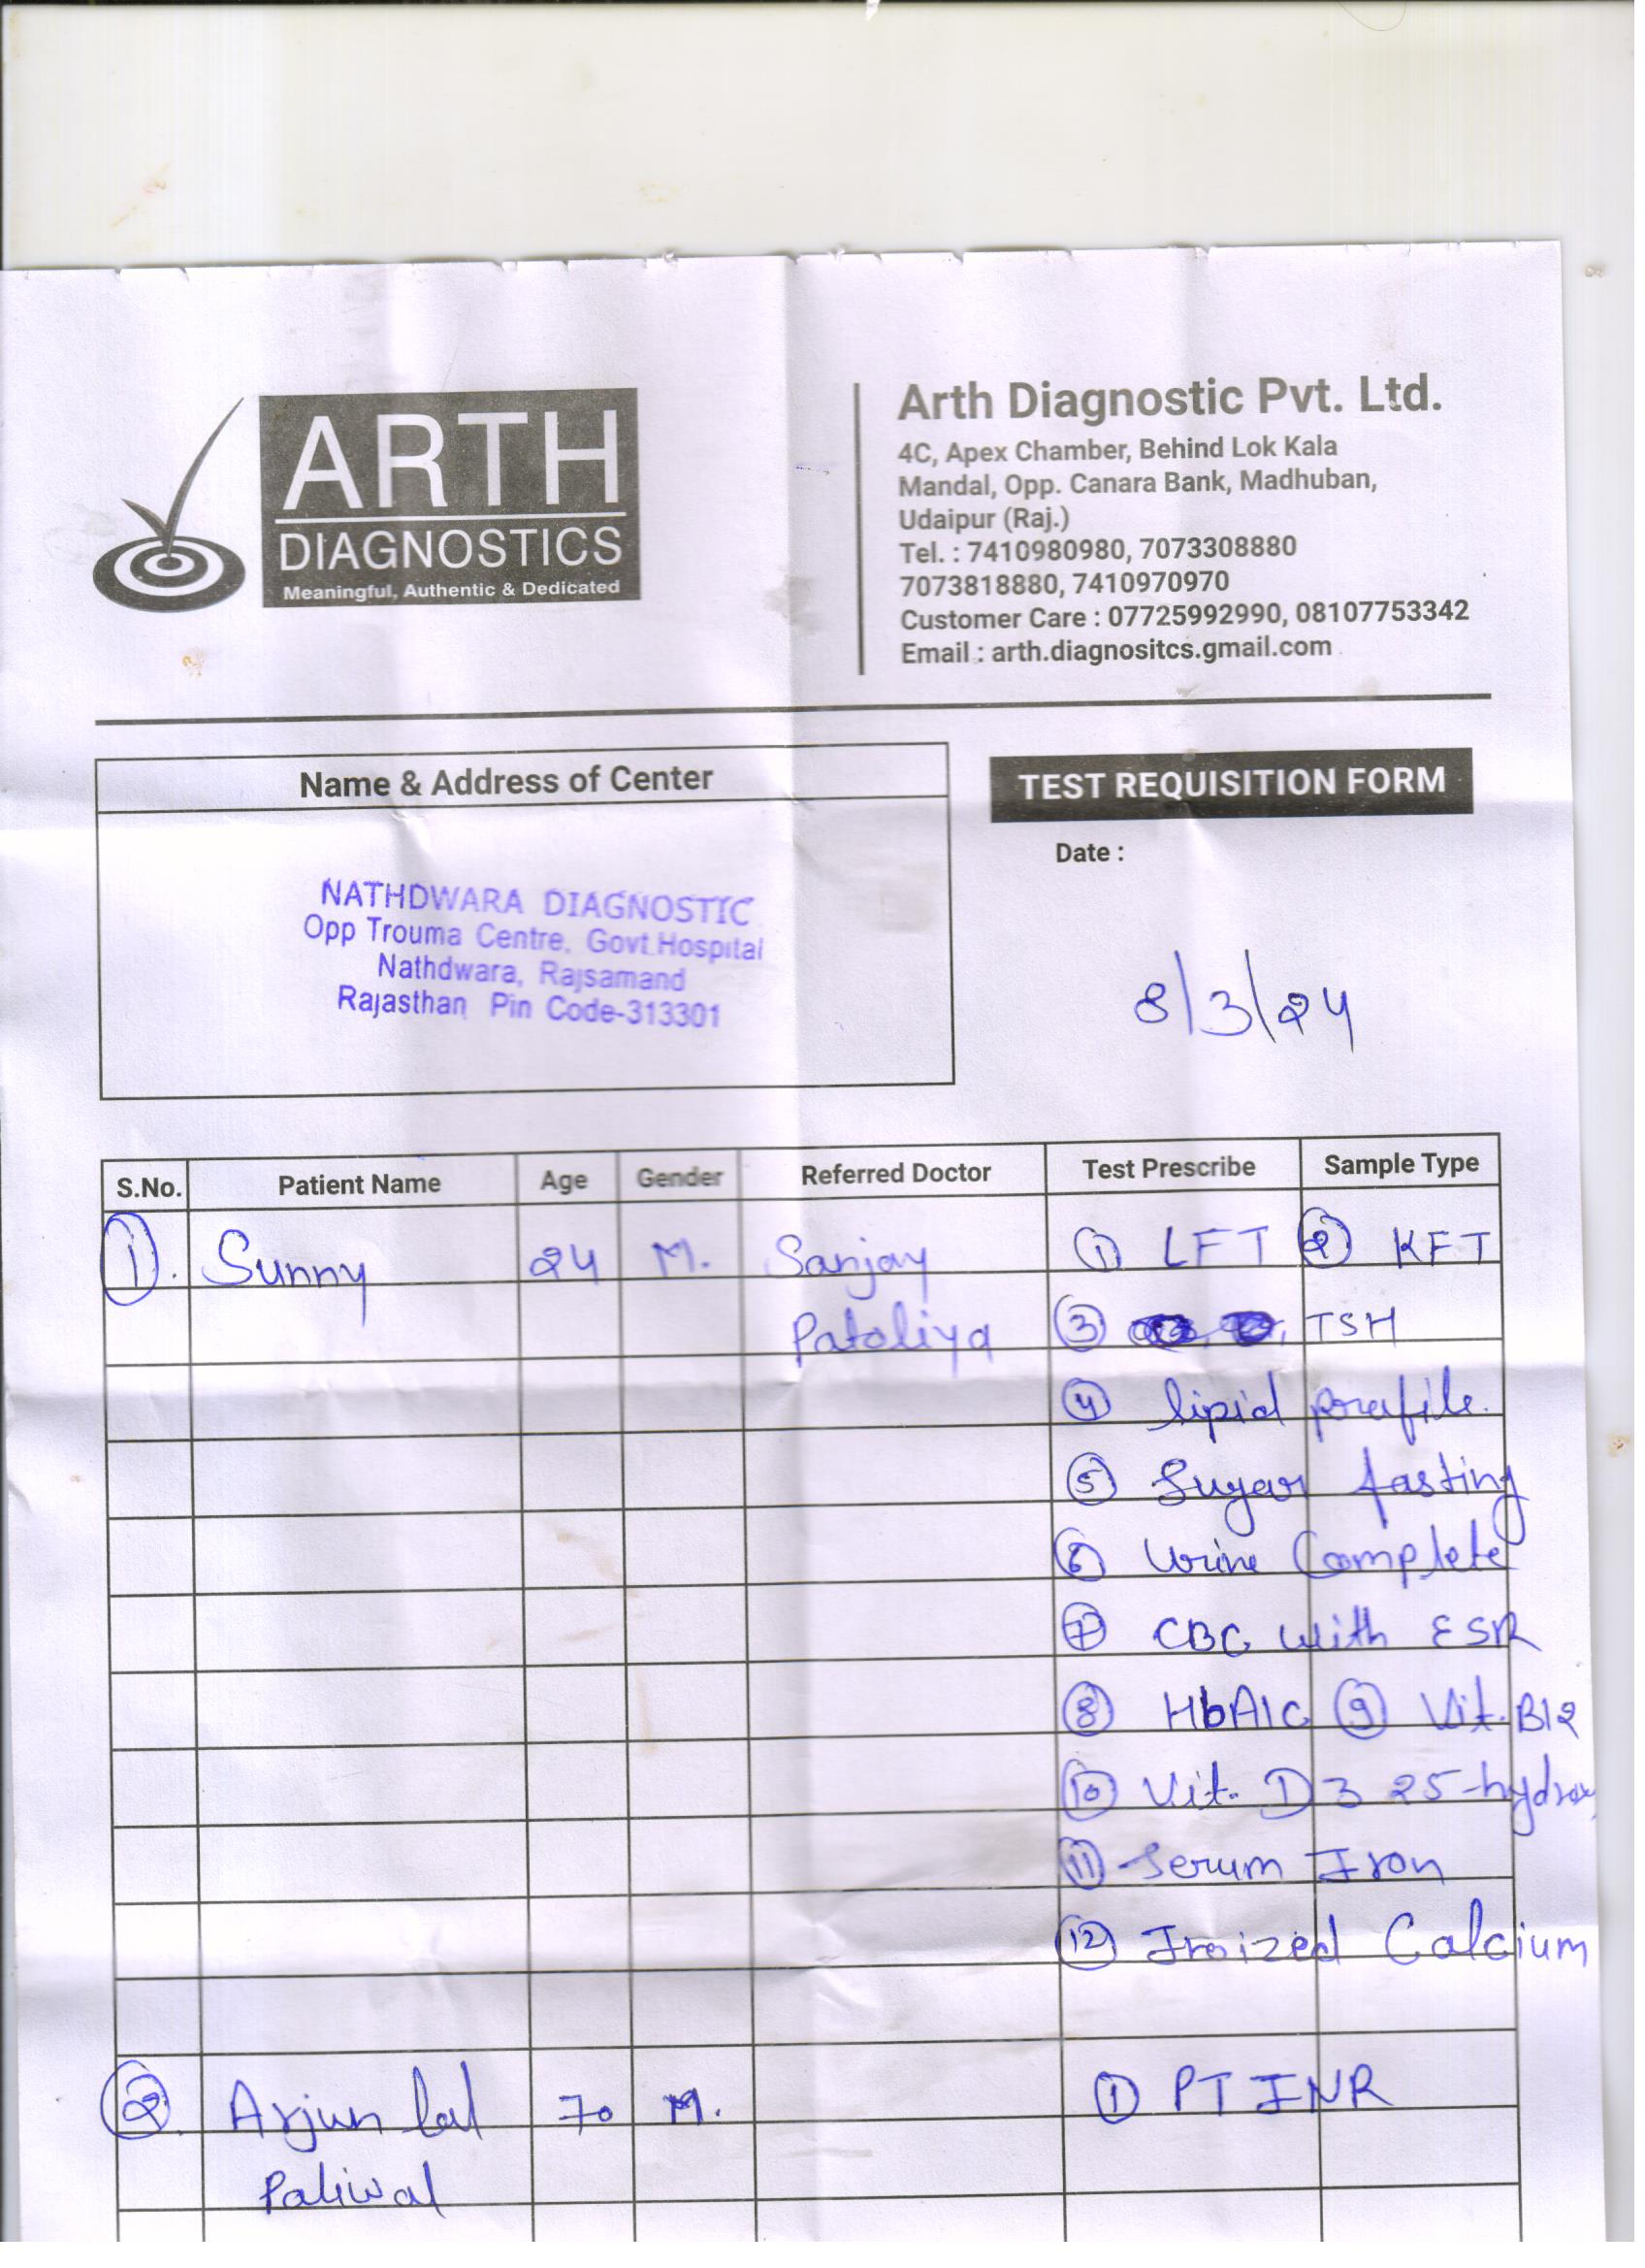 ARTH
DIAGNOSTICS
Meaningful, Authentic & Dedicated
Arth Diagnostic Pvt. Ltd.
4C, Apex Chamber, Behind Lok Kala
Mandal, Opp. Canara Bank, Madhuban,
Udaipur (Raj.)
Tel. : 7410980980, 7073308880
7073818880, 7410970970
Customer Care : 07725992990, 08107753342
Email : arth.diagnositcs.gmail.com
Name & Address of Center
NATHDWARA DIAGNOSTIC
Opp Trouma Centre, Govt.Hospital
Nathdwara, Rajsamand
Rajasthan Pin Code-313301
TEST REQUISITION FORM
Date :
8/3/24
S.No. Patient Name Age Gender Referred Doctor Test Prescribe Sample Type
1. Sunny 24 M. Sanjay 1 LFT 2 KFT
Patoliya 3 TSH
4 lipid profile.
5 Sugar fasting
6 Urine Complete
7 CBC with ESR
8 HbA1C 9 Vit. B12
10 Vit. D 3 25-hydroxy
11 Serum Iron
12 Inoized Calcium
2. Arjun lal 70 M. 1 PT INR
Paliwal